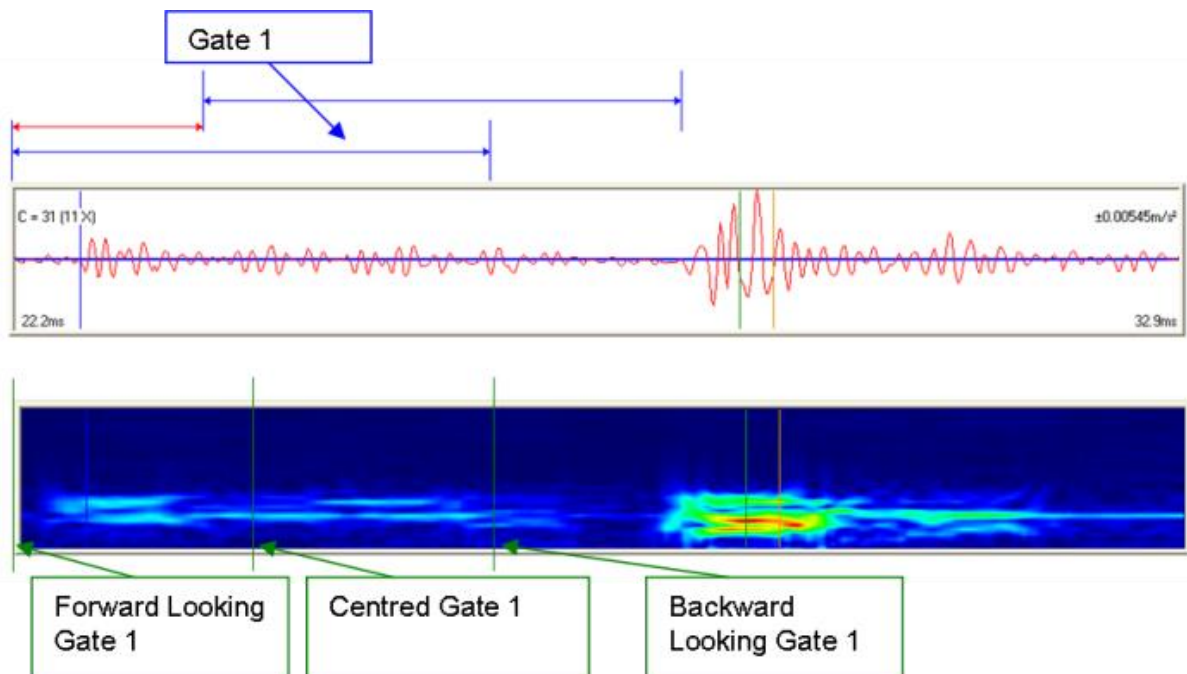 Gate 1
C = 31 (11 X)
±0.00545m/s²
22.2ms
32.9ms
Forward Looking
Gate 1
Centred Gate 1
Backward
Looking Gate 1